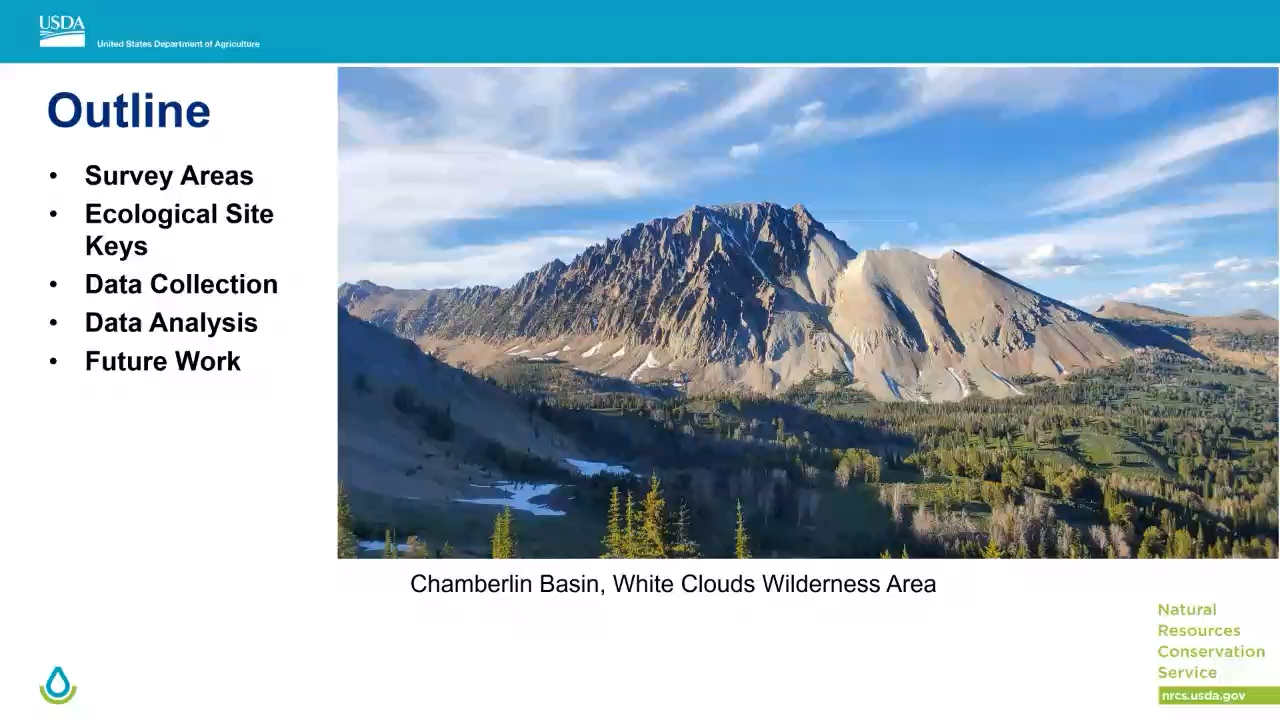 USDA
United States Department of Agriculture
Outline
• Survey Areas
• Ecological Site
Keys
• Data Collection
• Data Analysis
• Future Work
Chamberlin Basin, White Clouds Wilderness Area
Natural
Resources
Conservation
Service
nrcs.usda.gov